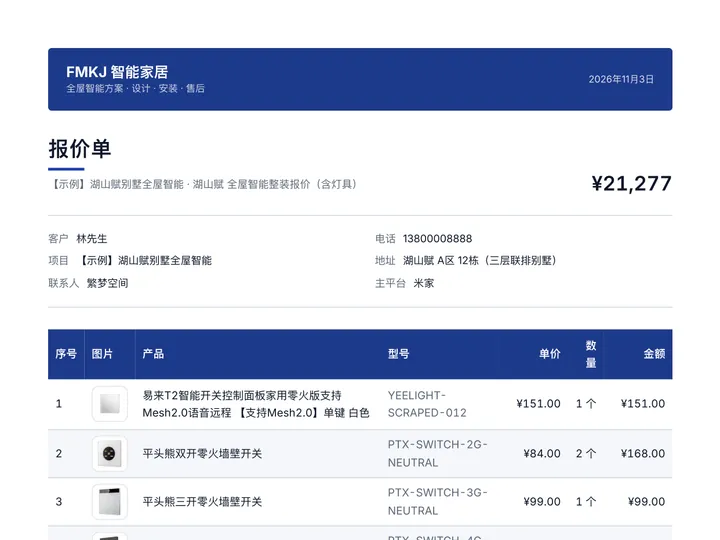 FMKJ 智能家居
全屋智能方案 · 设计 · 安装 · 售后
2026年11月3日
报价单
【示例】湖山赋别墅全屋智能 · 湖山赋 全屋智能整装报价（含灯具）
¥21,277
客户 林先生
电话 13800008888
项目 【示例】湖山赋别墅全屋智能
地址 湖山赋 A区 12栋（三层联排别墅）
联系人 繁梦空间
主平台 米家
序号 图片 产品 型号 单价 数量 金额
1 易来T2智能开关控制面板家用零火版支持 YEELIGHT- ¥151.00 1 个 ¥151.00
Mesh2.0语音远程 【支持Mesh2.0】单键 白色 SCRAPED-012
2 平头熊双开零火墙壁开关 PTX-SWITCH-2G- ¥84.00 2 个 ¥168.00
NEUTRAL
3 平头熊三开零火墙壁开关 PTX-SWITCH-3G- ¥99.00 1 个 ¥99.00
NEUTRAL
PTX-SWITCH-4G-